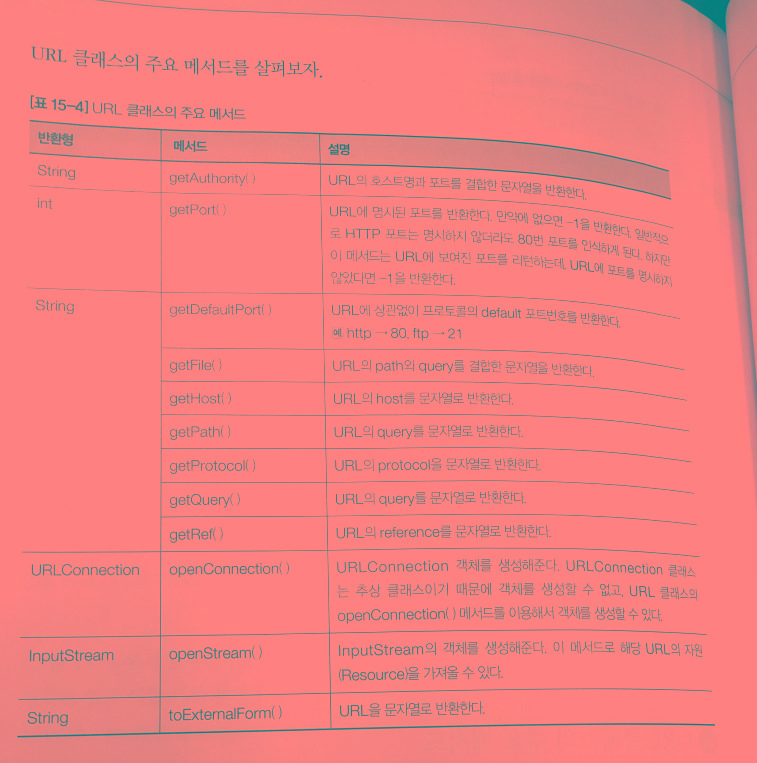 URL 클래스의 주요 메서드를 살펴보자.
[표 15-4] URL 클래스의 주요 메서드
반환형 메서드 설명
String getAuthority( ) URL의 호스트명과 포트를 결합한 문자열을 반환한다.
int getPort( ) URL에 명시된 포트를 반환한다. 만약에 없으면 -1을 반환한다. 일반적으
로 HTTP 포트는 명시하지 않더라도 80번 포트를 인식하게 된다. 하지만
이 메서드는 URL에 보여진 포트를 리턴하는데, URL에 포트를 명시하지
않았다면 -1을 반환한다.
String getDefaultPort( ) URL에 상관없이 프로토콜의 default 포트번호를 반환한다.
예 http → 80, ftp → 21
getFile( ) URL의 path와 query를 결합한 문자열을 반환한다.
getHost( ) URL의 host를 문자열로 반환한다.
getPath( ) URL의 query를 문자열로 반환한다.
getProtocol( ) URL의 protocol을 문자열로 반환한다.
getQuery( ) URL의 query를 문자열로 반환한다.
getRef( ) URL의 reference를 문자열로 반환한다.
URLConnection openConnection( ) URLConnection 객체를 생성해준다. URLConnection 클래스
는 추상 클래스이기 때문에 객체를 생성할 수 없고, URL 클래스의
openConnection( ) 메서드를 이용해서 객체를 생성할 수 있다.
InputStream openStream( ) InputStream의 객체를 생성해준다. 이 메서드로 해당 URL의 자원
(Resource)을 가져올 수 있다.
String toExternalForm( ) URL을 문자열로 반환한다.